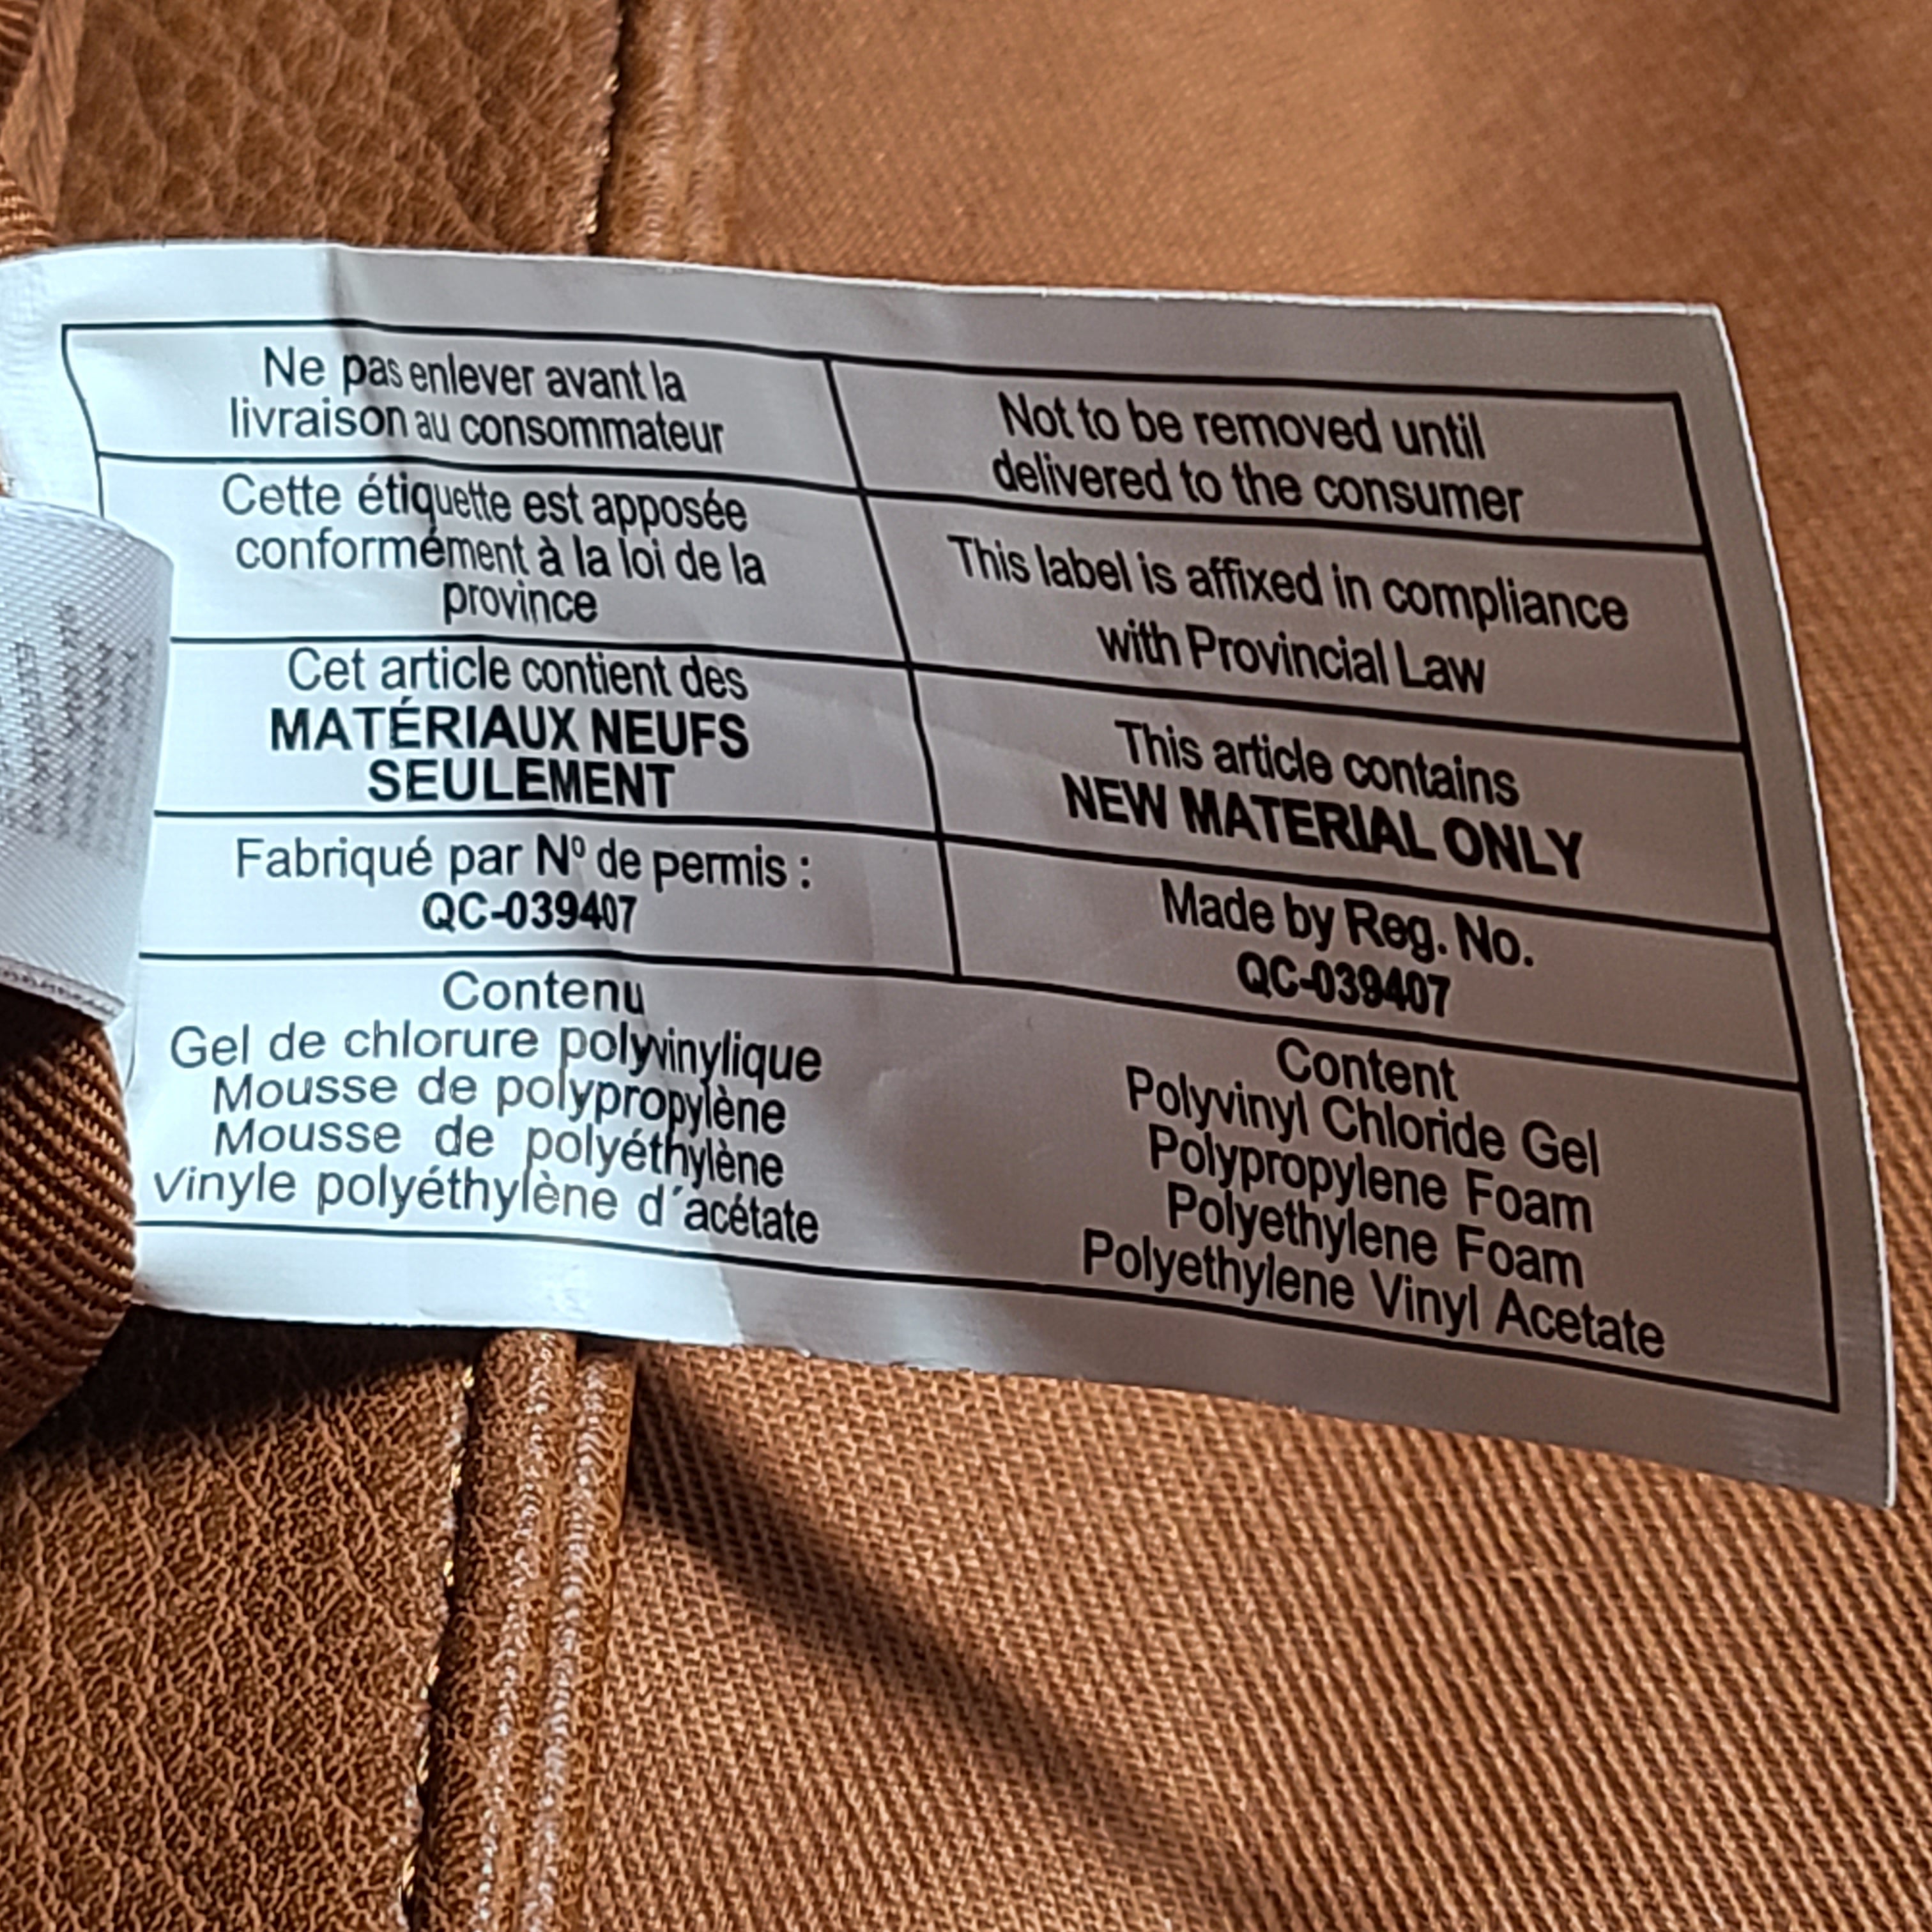 Ne pas enlever avant la
livraison au consommateur
Not to be removed until
delivered to the consumer
Cette étiquette est apposée
conformément à la loi de la
province
This label is affixed in compliance
with Provincial Law
Cet article contient des
MATÉRIAUX NEUFS
SEULEMENT
This article contains
NEW MATERIAL ONLY
Fabriqué par Nº de permis :
QC-039407
Made by Reg. No.
QC-039407
Contenu
Gel de chlorure polyvinylique
Mousse de polypropylène
Mousse de polyéthylène
Vinyle polyéthylène d´acétate
Content
Polyvinyl Chloride Gel
Polypropylene Foam
Polyethylene Foam
Polyethylene Vinyl Acetate